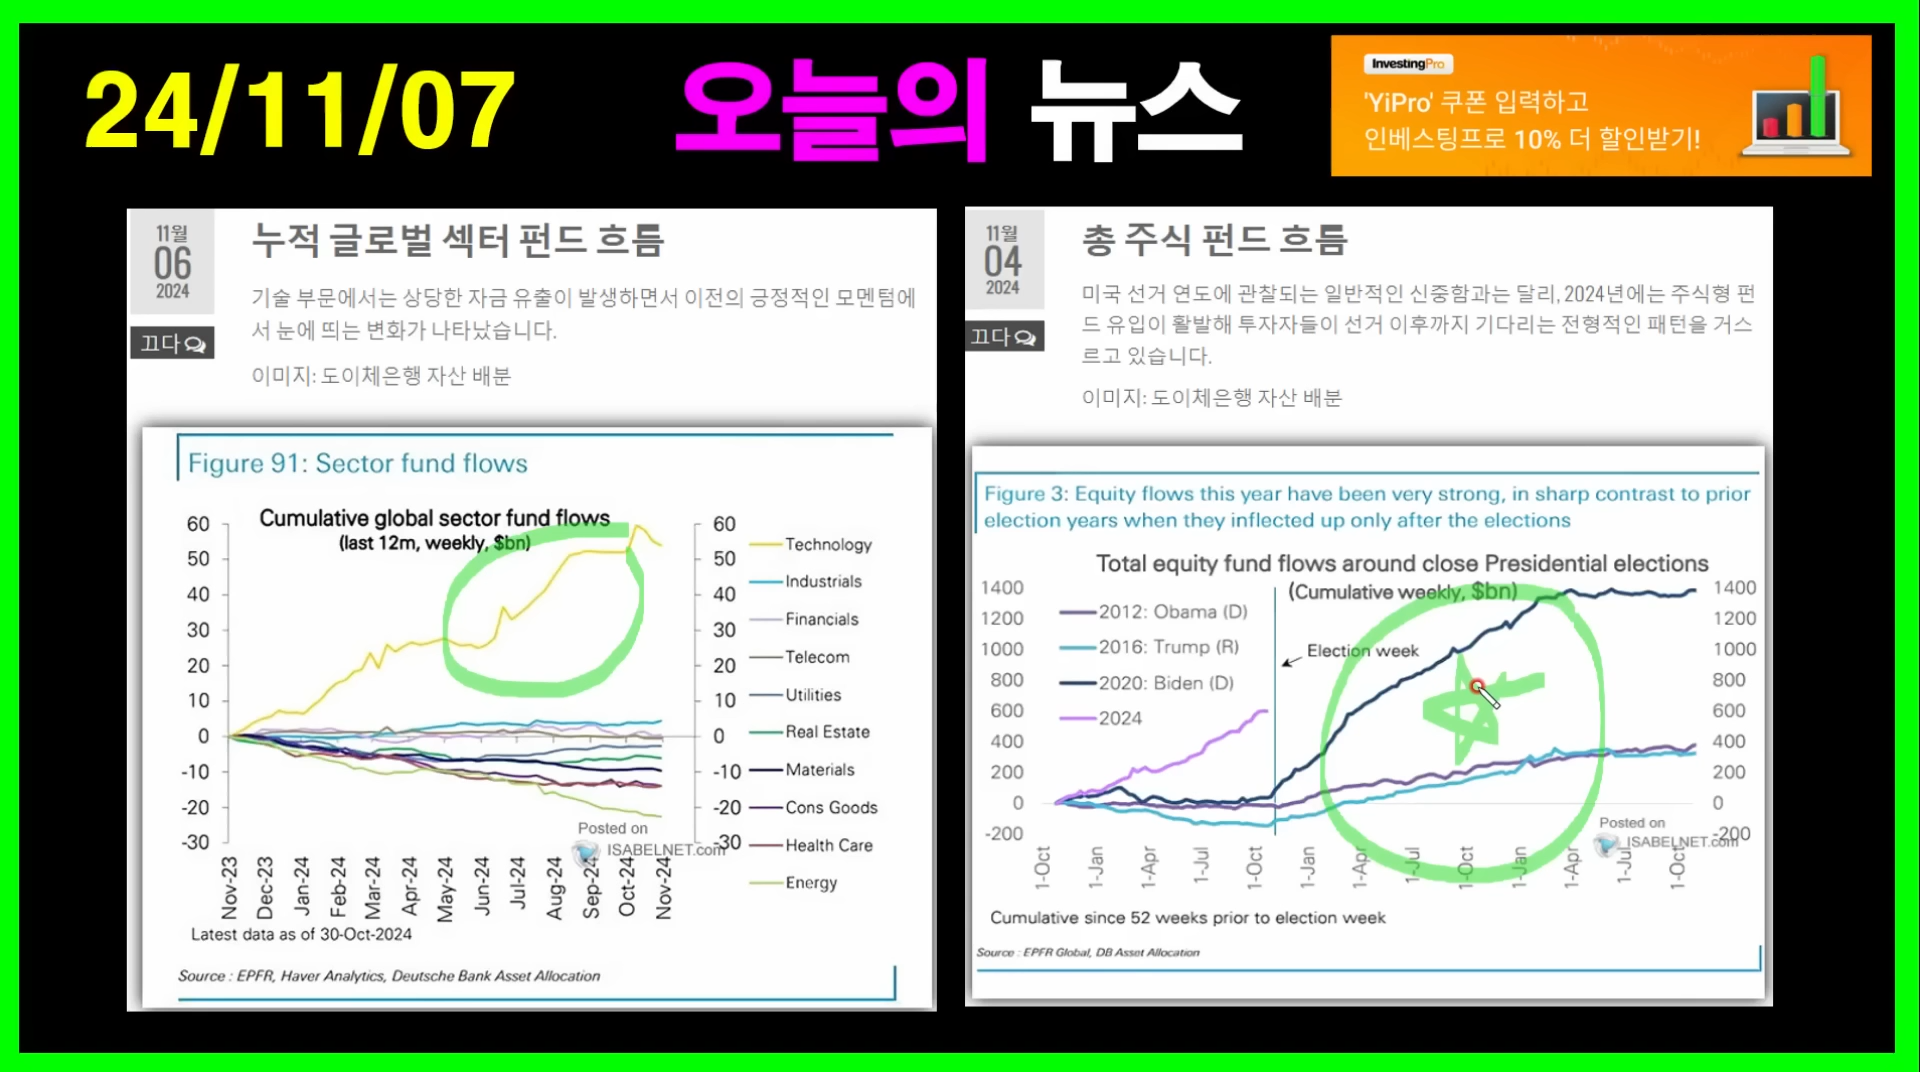 24/11/07
오늘의 뉴스
InvestingPro
'YiPro' 쿠폰 입력하고
인베스팅프로 10% 더 할인받기!
11월
06
2024
끄다
누적 글로벌 섹터 펀드 흐름
기술 부문에서는 상당한 자금 유출이 발생하면서 이전의 긍정적인 모멘텀에
서 눈에 띄는 변화가 나타났습니다.
이미지: 도이체은행 자산 배분
Figure 91: Sector fund flows
Cumulative global sector fund flows
(last 12m, weekly, $bn)
60
50
40
30
20
10
0
-10
-20
-30
60
50
40
30
20
10
0
-10
-20
-30
Technology
Industrials
Financials
Telecom
Utilities
Real Estate
Materials
Cons Goods
Health Care
Energy
Posted on
ISABELNET.com
Nov-23
Dec-23
Jan-24
Feb-24
Mar-24
Apr-24
May-24
Jun-24
Jul-24
Aug-24
Sep-24
Oct-24
Nov-24
Latest data as of 30-Oct-2024
Source : EPFR, Haver Analytics, Deutsche Bank Asset Allocation
11월
04
2024
끄다
총 주식 펀드 흐름
미국 선거 연도에 관찰되는 일반적인 신중함과는 달리, 2024년에는 주식형 펀
드 유입이 활발해 투자자들이 선거 이후까지 기다리는 전형적인 패턴을 거스
르고 있습니다.
이미지: 도이체은행 자산 배분
Figure 3: Equity flows this year have been very strong, in sharp contrast to prior
election years when they inflected up only after the elections
Total equity fund flows around close Presidential elections
(Cumulative weekly, $bn)
1400
1200
1000
800
600
400
200
0
-200
2012: Obama (D)
2016: Trump (R)
2020: Biden (D)
2024
Election week
1400
1200
1000
800
600
400
200
0
-200
Posted on
ISABELNET.com
1-Oct
1-Jan
1-Apr
1-Jul
1-Oct
1-Jan
1-Apr
1-Jul
1-Oct
1-Jan
1-Apr
1-Jul
1-Oct
Cumulative since 52 weeks prior to election week
Source : EPFR Global, DB Asset Allocation